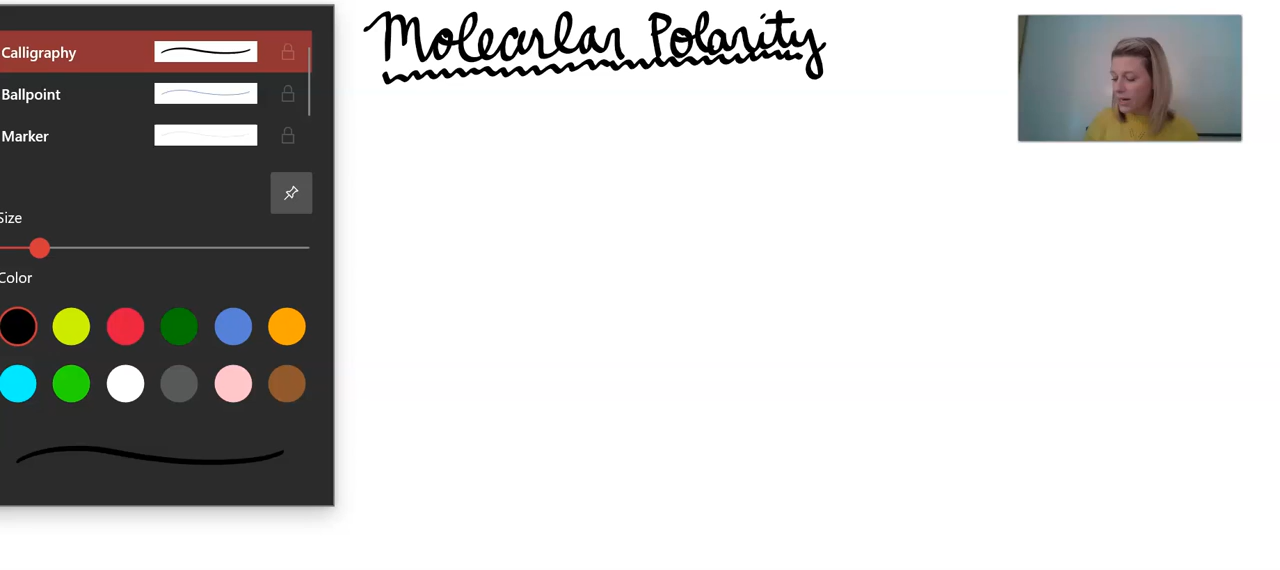 Molecular Polarity
Calligraphy
Ballpoint
Marker
Size
Color